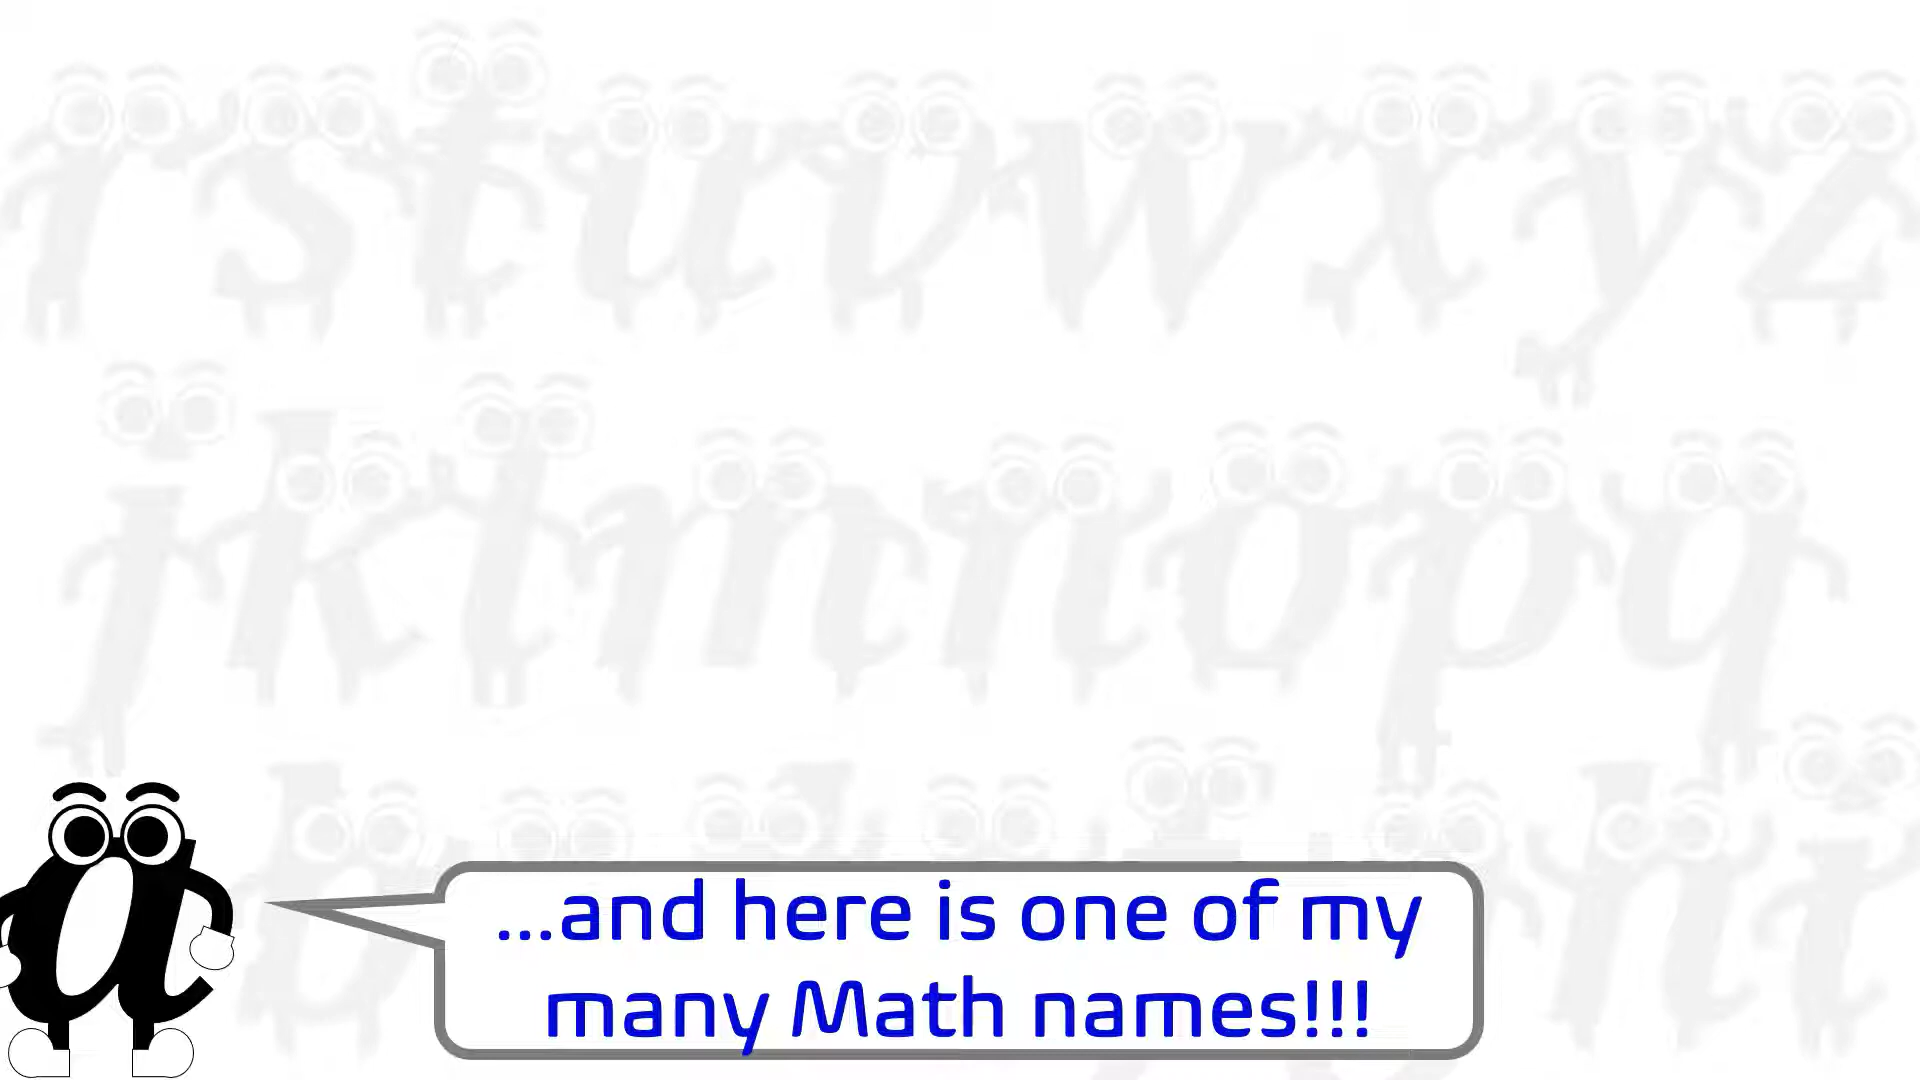 r s t u v w x y z
j k l m n o p q
a b h i
...and here is one of my
many Math names!!!